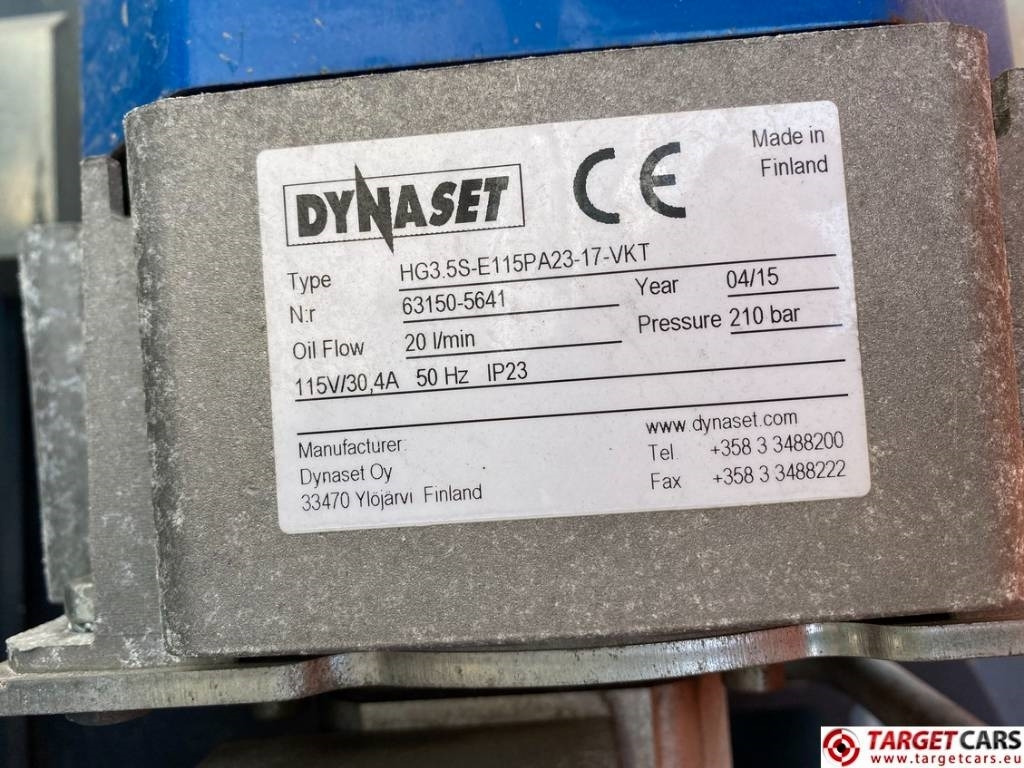 DYNASET
CE
Made in
Finland
Type HG3.5S-E115PA23-17-VKT
N:r 63150-5641 Year 04/15
Oil Flow 20 l/min Pressure 210 bar
115V/30,4A 50 Hz IP23
Manufacturer: www.dynaset.com
Dynaset Oy Tel +358 3 3488200
33470 Ylöjärvi Finland Fax +358 3 3488222
TARGETCARS
www.targetcars.eu